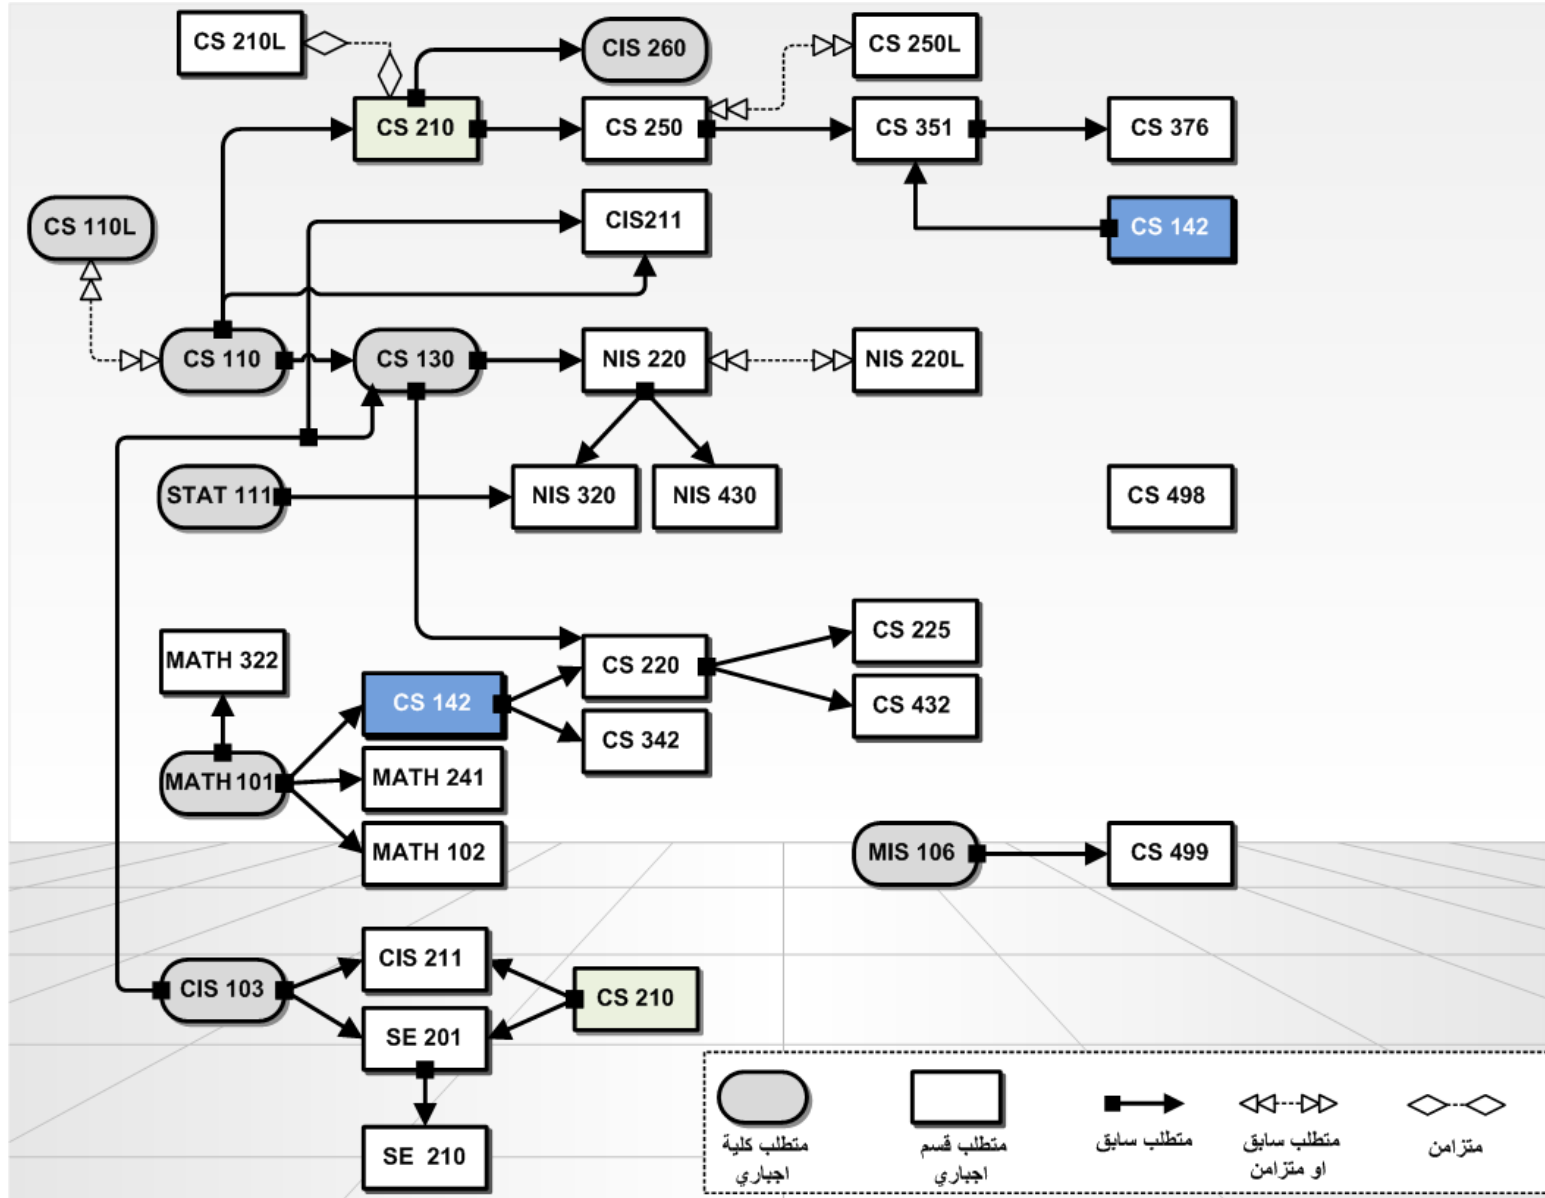 CS 210L
CIS 260
CS 250L
CS 210
CS 250
CS 351
CS 376
CS 110L
CIS211
CS 142
CS 110
CS 130
NIS 220
NIS 220L
STAT 111
NIS 320
NIS 430
CS 498
MATH 322
CS 220
CS 225
CS 142
CS 432
CS 342
MATH 101
MATH 241
MATH 102
MIS 106
CS 499
CIS 211
CIS 103
CS 210
SE 201
SE 210
متطلب كلية
اجباري
متطلب قسم
اجباري
متطلب سابق
متطلب سابق
او متزامن
متزامن